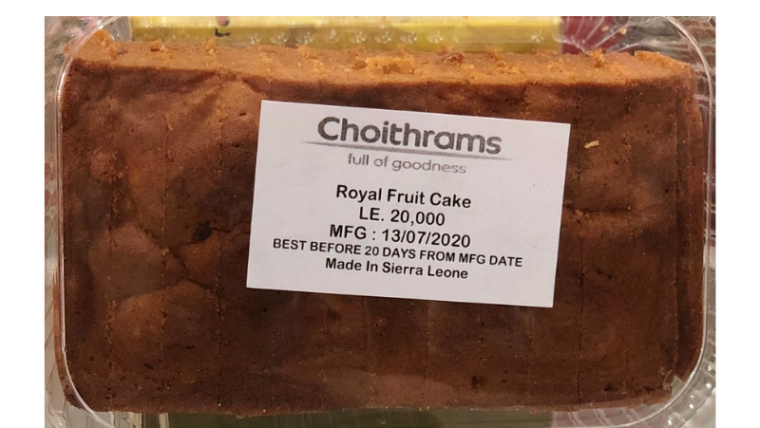 Choithrams
full of goodness
Royal Fruit Cake
LE. 20,000
MFG : 13/07/2020
BEST BEFORE 20 DAYS FROM MFG DATE
Made In Sierra Leone